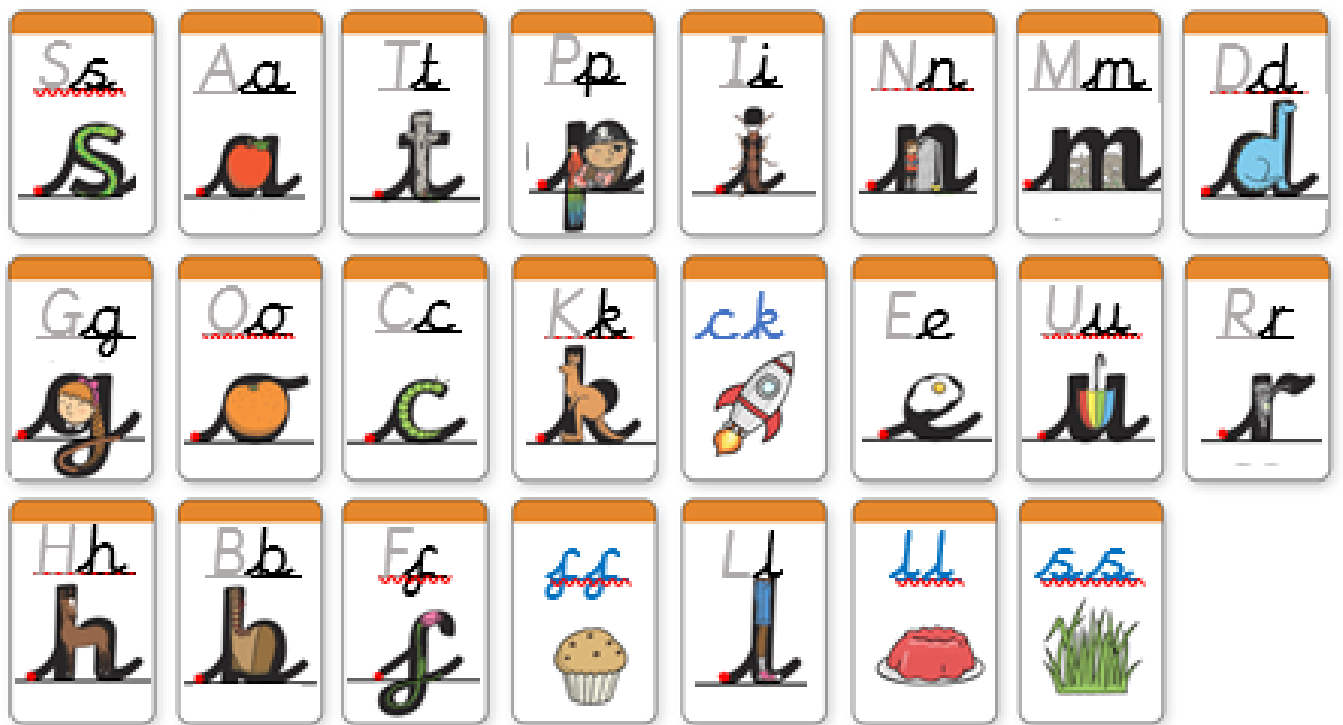 Ss Aa Tt Pp Ii Nn Mm Dd
s a t p i n m d
Gg Oo Cc Kk ck Ee Uu Rr
g o c k e u r
Hh Bb Ff ff Ll ll ss
h b f l